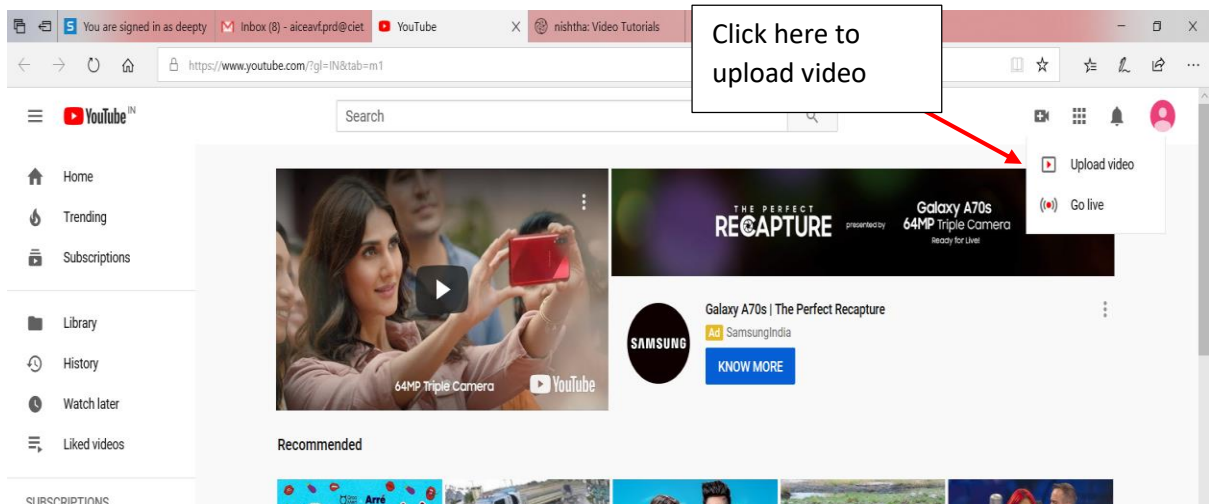 You are signed in as deepty
Inbox (8) - aiceavf.prd@ciet
YouTube
nishtha: Video Tutorials
Click here to
upload video
https://www.youtube.com/?gl=IN&tab=m1
YouTube IN
Search
Upload video
Go live
Home
Trending
Subscriptions
Library
History
Watch later
Liked videos
SUBSCRIPTIONS
64MP Triple Camera
YouTube
THE PERFECT
RECAPTURE
presented by
Galaxy A70s
64MP Triple Camera
Ready for Live!
SAMSUNG
Galaxy A70s | The Perfect Recapture
Ad SamsungIndia
KNOW MORE
Recommended
Arré